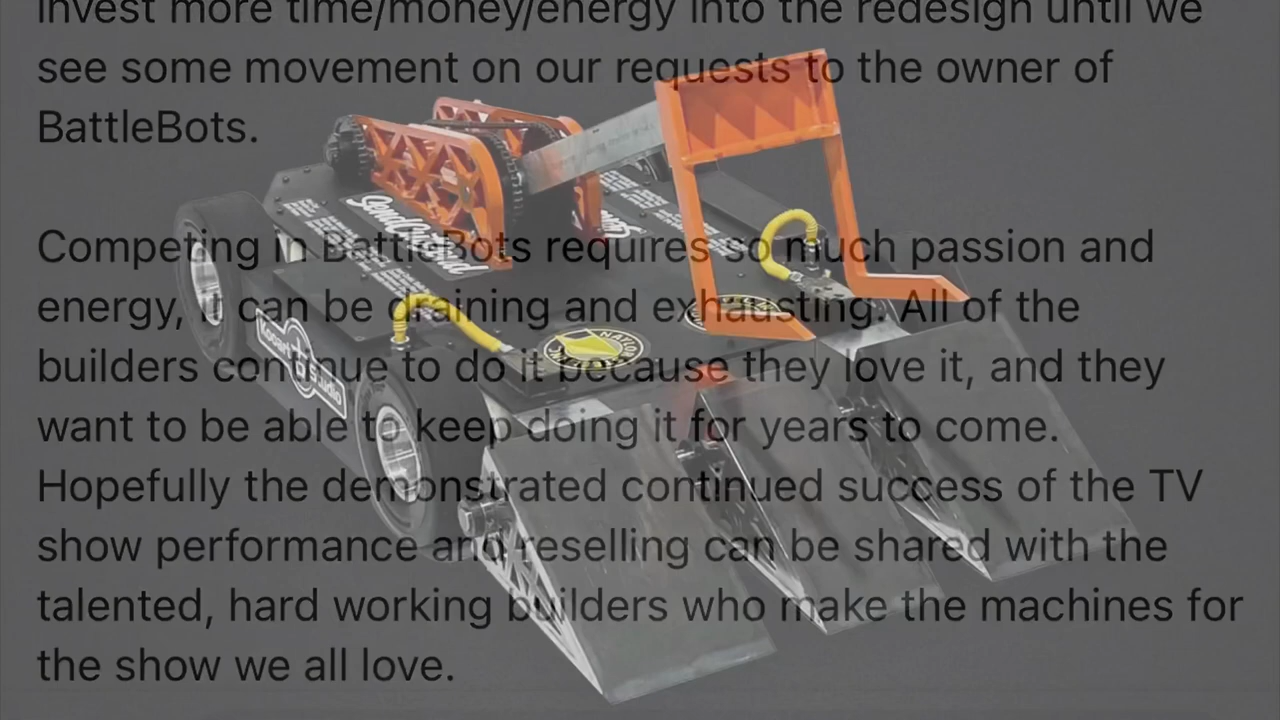 invest more time/money/energy into the redesign until we
see some movement on our requests to the owner of
BattleBots.
Competing in BattleBots requires so much passion and
energy, it can be draining and exhausting. All of the
builders continue to do it because they love it, and they
want to be able to keep doing it for years to come.
Hopefully the demonstrated continued success of the TV
show performance and reselling can be shared with the
talented, hard working builders who make the machines for
the show we all love.
SendCutSend
Studio